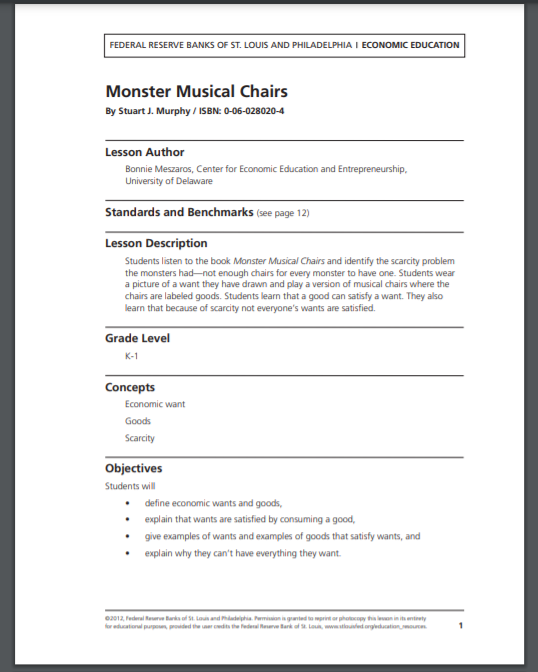 FEDERAL RESERVE BANKS OF ST. LOUIS AND PHILADELPHIA I ECONOMIC EDUCATION
Monster Musical Chairs
By Stuart J. Murphy / ISBN: 0-06-028020-4
Lesson Author
Bonnie Meszaros, Center for Economic Education and Entrepreneurship,
University of Delaware
Standards and Benchmarks (see page 12)
Lesson Description
Students listen to the book Monster Musical Chairs and identify the scarcity problem
the monsters had—not enough chairs for every monster to have one. Students wear
a picture of a want they have drawn and play a version of musical chairs where the
chairs are labeled goods. Students learn that a good can satisfy a want. They also
learn that because of scarcity not everyone's wants are satisfied.
Grade Level
K-1
Concepts
Economic want
Goods
Scarcity
Objectives
Students will
• define economic wants and goods,
• explain that wants are satisfied by consuming a good,
• give examples of wants and examples of goods that satisfy wants, and
• explain why they can't have everything they want.
©2012, Federal Reserve Banks of St. Louis and Philadelphia. Permission is granted to reprint or photocopy this lesson in its entirety
for educational purposes, provided the user credits the Federal Reserve Bank of St. Louis, www.stlouisfed.org/education_resources.
1